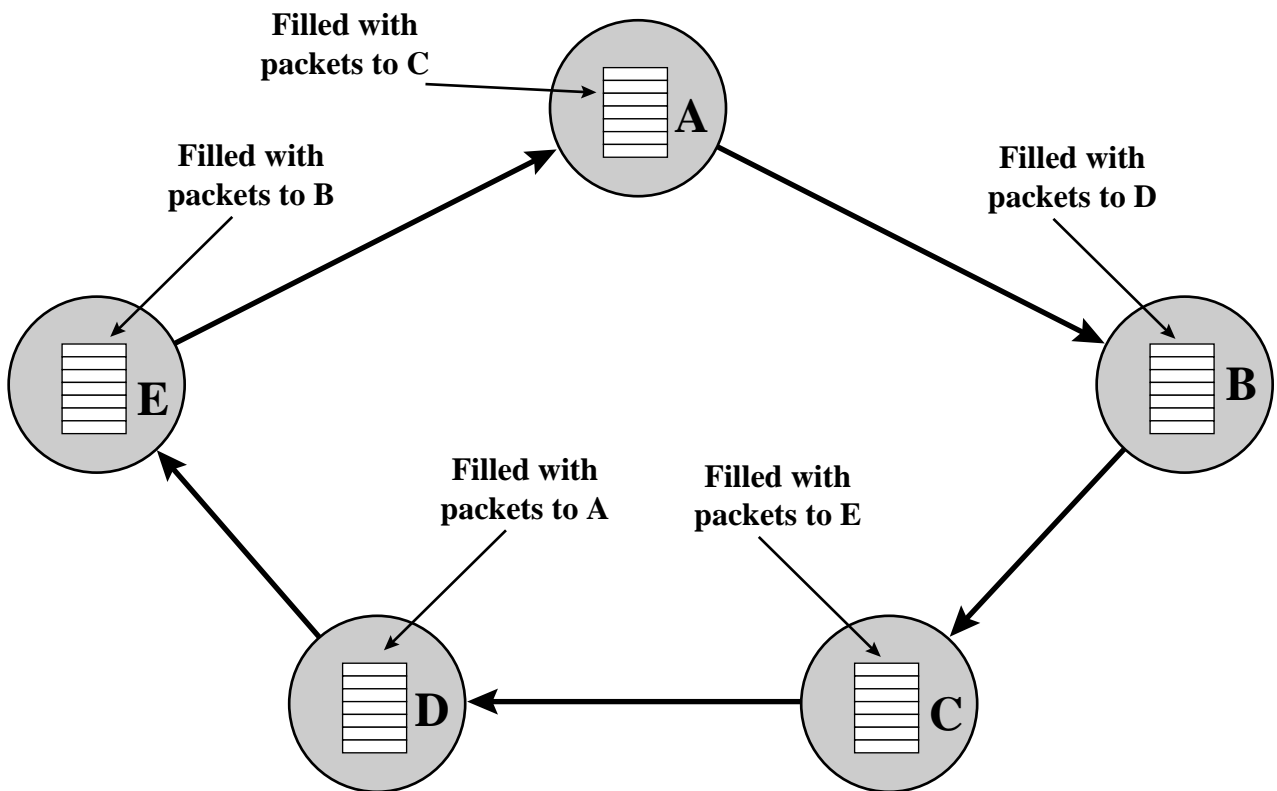 Filled with
packets to C
A
Filled with
packets to B
Filled with
packets to D
E
B
Filled with
packets to A
Filled with
packets to E
D
C